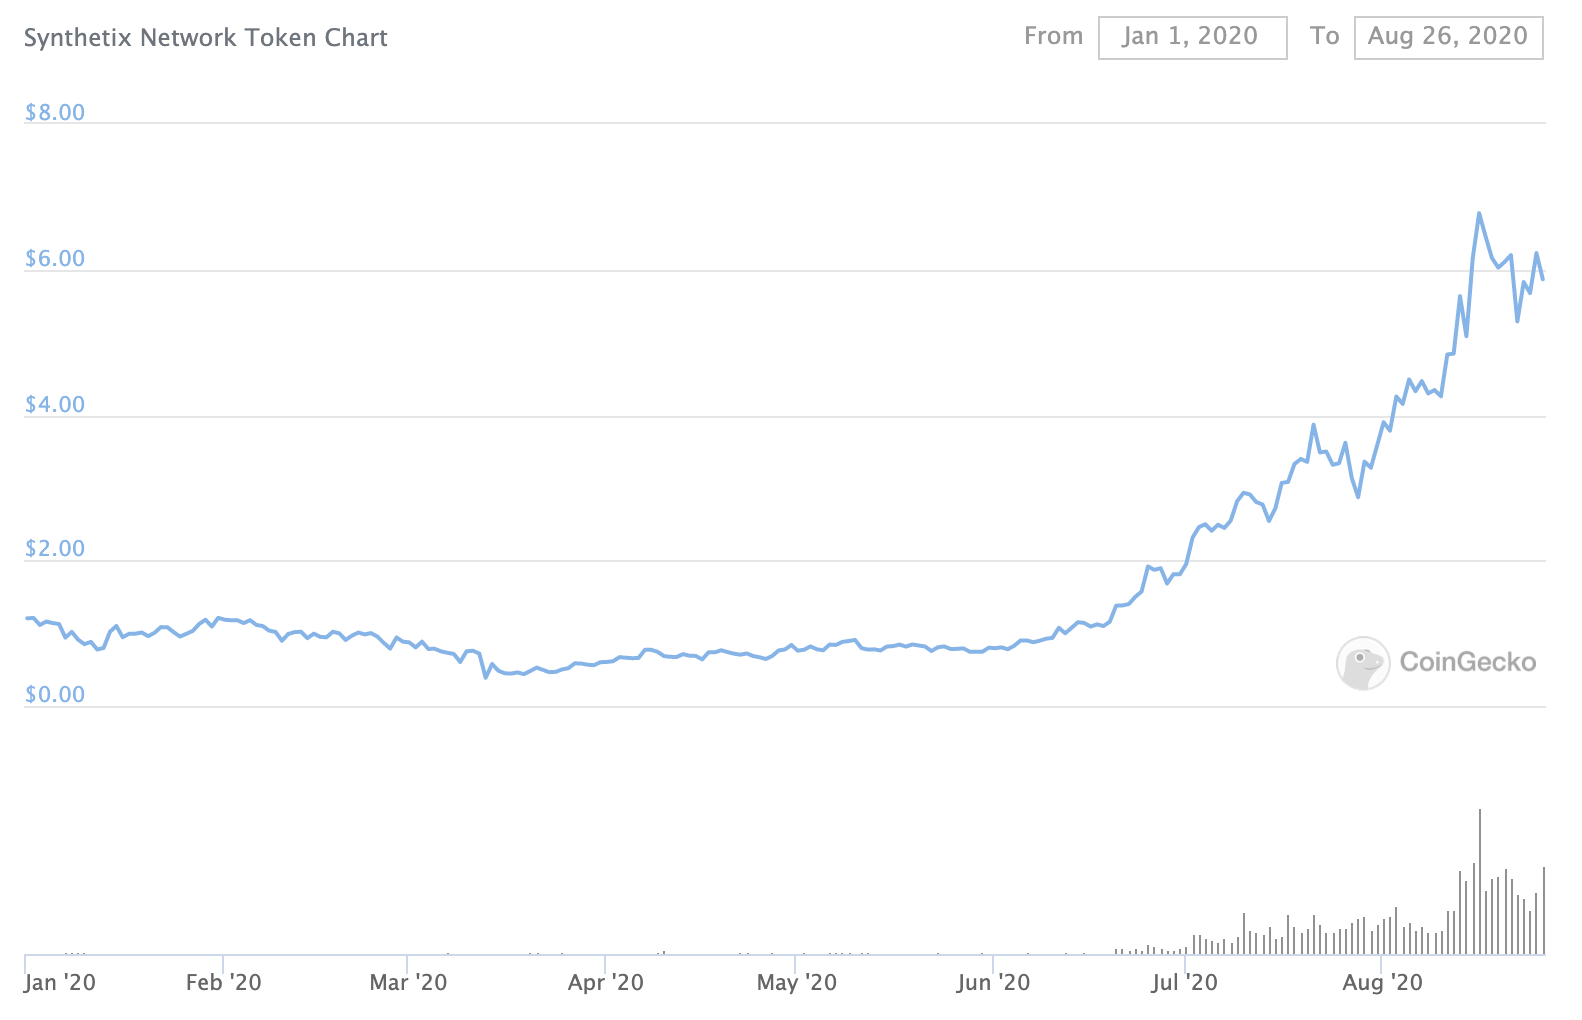 Synthetix Network Token Chart
From Jan 1, 2020 To Aug 26, 2020
$8.00
$6.00
$4.00
$2.00
$0.00
CoinGecko
Jan '20 Feb '20 Mar '20 Apr '20 May '20 Jun '20 Jul '20 Aug '20